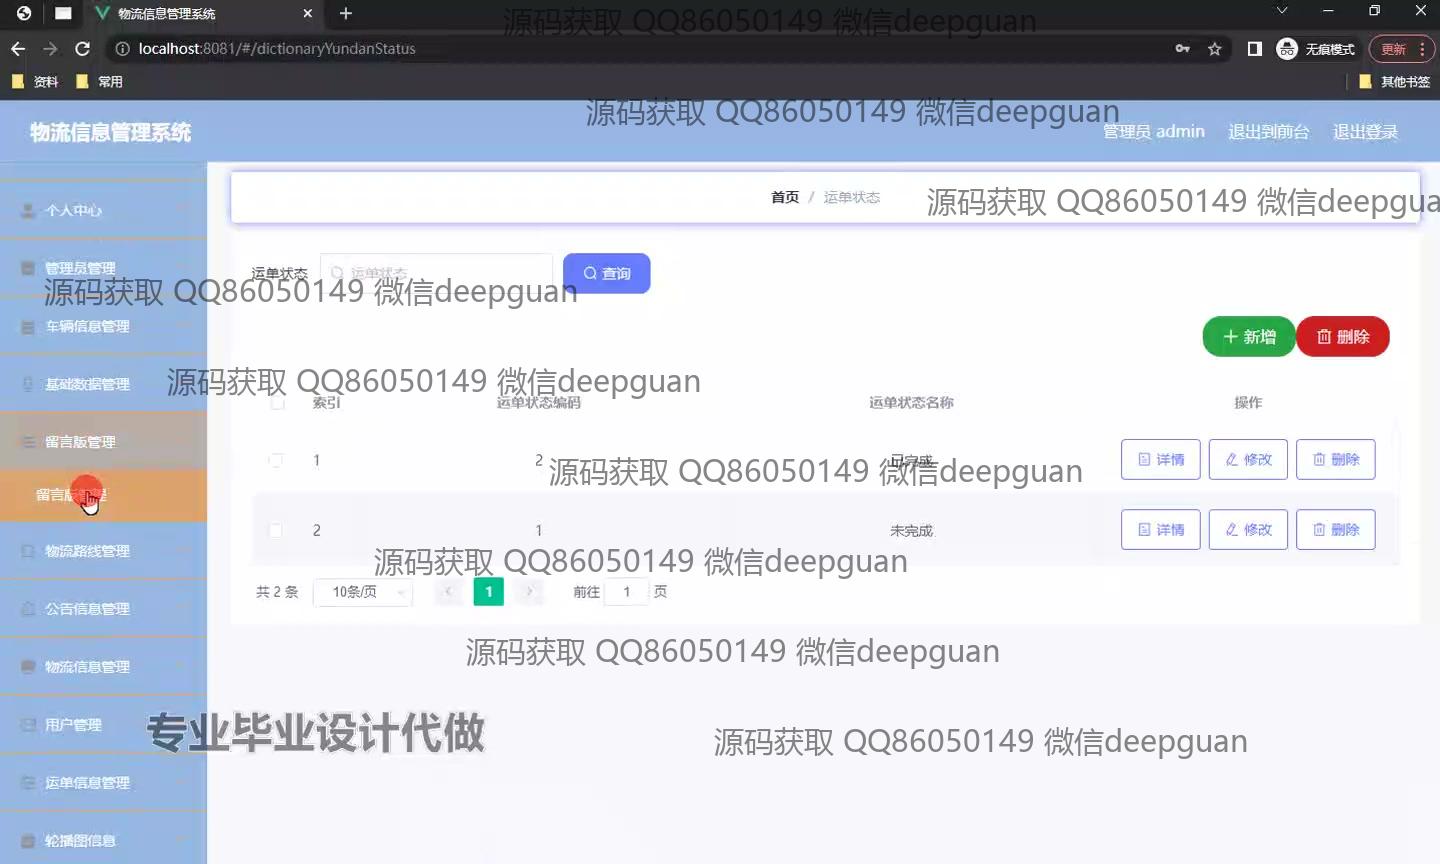 物流信息管理系统
源码获取 QQ86050149 微信deepguan
localhost:8081/#/dictionaryYundanStatus
无痕模式
更新
资料
常用
其他书签
源码获取 QQ86050149 微信deepguan
物流信息管理系统
管理员 admin
退出到前台
退出登录
首页 / 运单状态
源码获取 QQ86050149 微信deepgua
个人中心
管理员管理
车辆信息管理
基础数据管理
留言版管理
物流路线管理
公告信息管理
物流信息管理
用户管理
运单信息管理
轮播图信息
运单状态
运单状态
查询
源码获取 QQ86050149 微信deepguan
新增
删除
源码获取 QQ86050149 微信deepguan
索引 运单状态编码 运单状态名称 操作
1 2 已完成 详情 修改 删除
源码获取 QQ86050149 微信deepguan
2 1 未完成 详情 修改 删除
源码获取 QQ86050149 微信deepguan
共 2 条 10条/页 1 前往 1 页
源码获取 QQ86050149 微信deepguan
专业毕业设计代做
源码获取 QQ86050149 微信deepguan